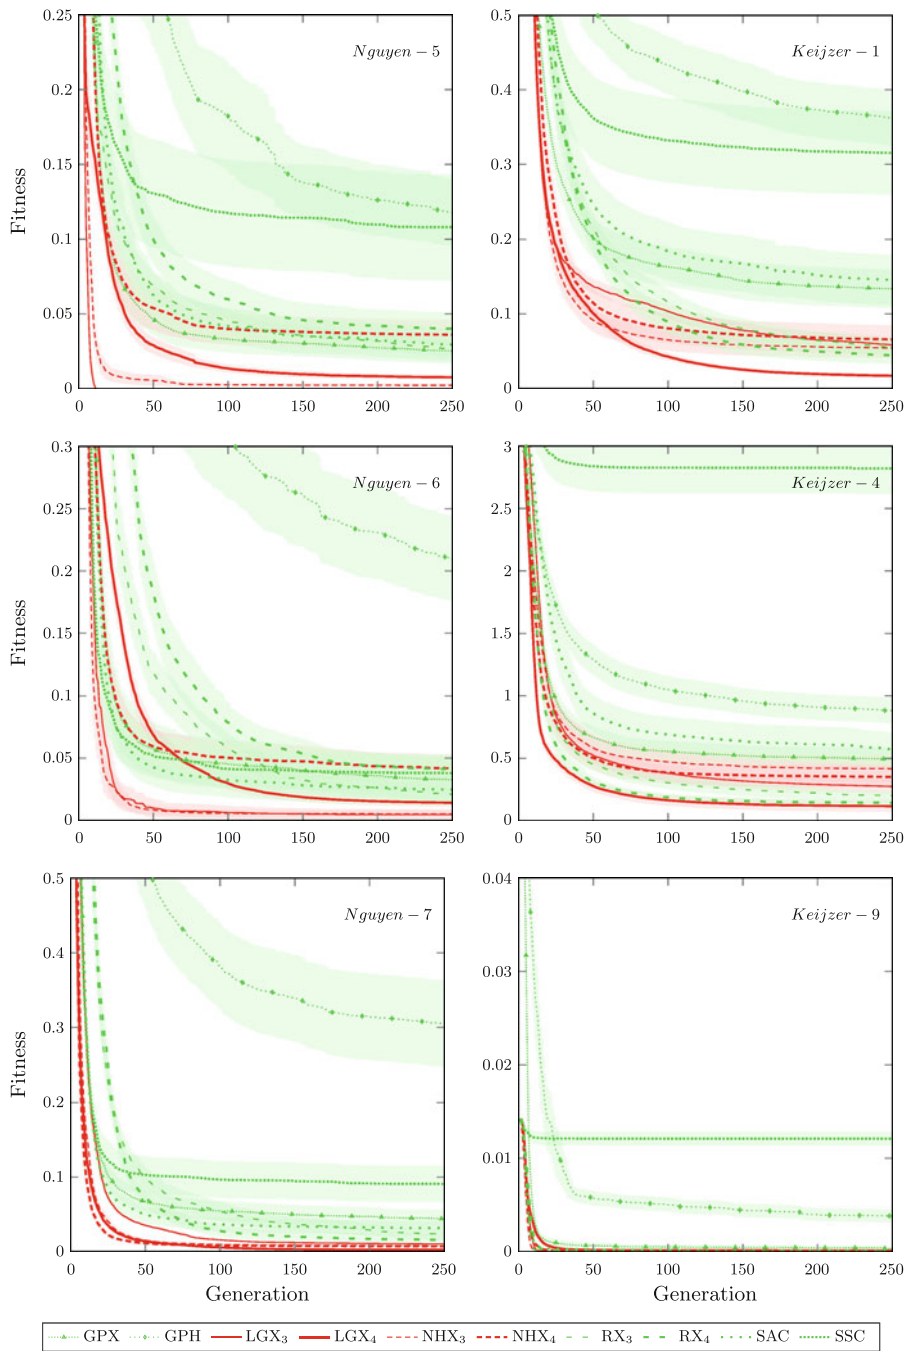 0.25
0.2
0.15
0.1
0.05
0
Fitness
Nguyen − 5
0 50 100 150 200 250
0.5
0.4
0.3
0.2
0.1
0
Keijzer − 1
0 50 100 150 200 250
0.3
0.25
0.2
0.15
0.1
0.05
0
Fitness
Nguyen − 6
0 50 100 150 200 250
3
2.5
2
1.5
1
0.5
0
Keijzer − 4
0 50 100 150 200 250
0.5
0.4
0.3
0.2
0.1
0
Fitness
Nguyen − 7
0 50 100 150 200 250
Generation
0.04
0.03
0.02
0.01
0
Keijzer − 9
0 50 100 150 200 250
Generation
GPX GPH LGX₃ LGX₄ NHX₃ NHX₄ RX₃ RX₄ SAC SSC